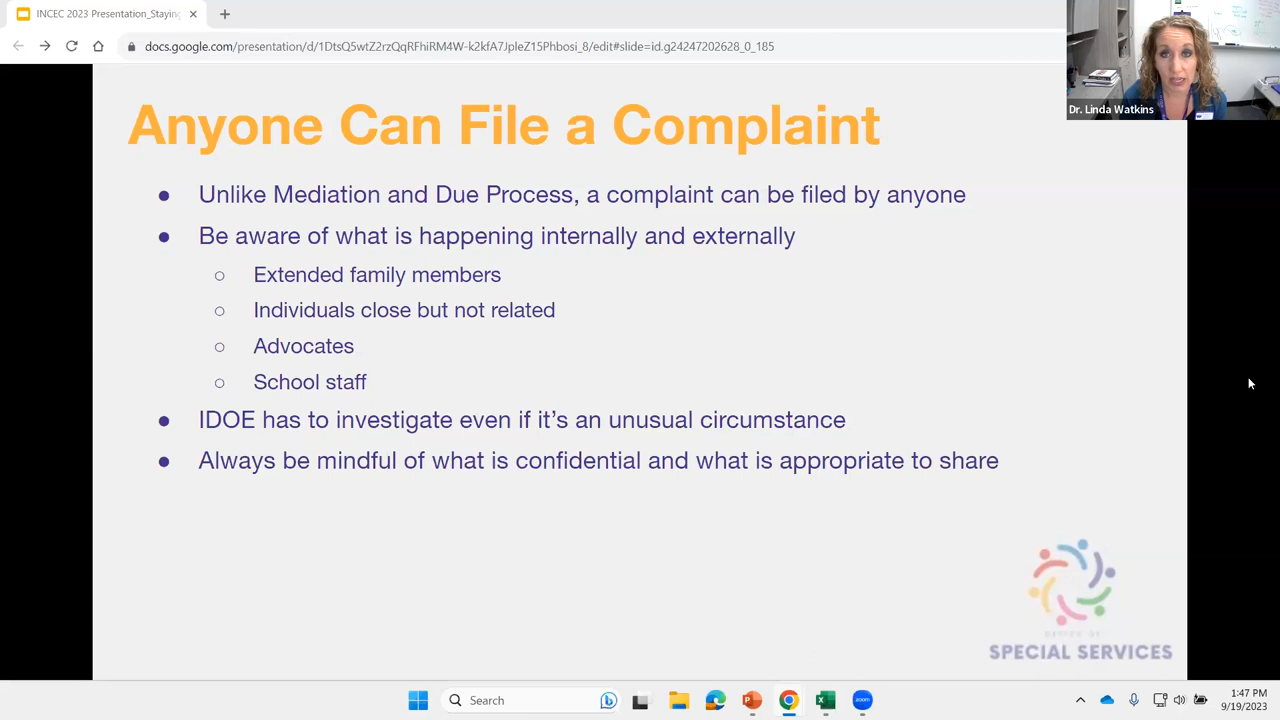 INCEC 2023 Presentation_Staying
docs.google.com/presentation/d/1DtsQ5wtZ2rzQqRFhiRM4W-k2kfA7JpleZ15Phbosi_8/edit#slide=id.g24247202628_0_185
Dr. Linda Watkins
Anyone Can File a Complaint
● Unlike Mediation and Due Process, a complaint can be filed by anyone
● Be aware of what is happening internally and externally
○ Extended family members
○ Individuals close but not related
○ Advocates
○ School staff
● IDOE has to investigate even if it’s an unusual circumstance
● Always be mindful of what is confidential and what is appropriate to share
SPECIAL SERVICES
Search
zoom
1:47 PM
9/19/2023